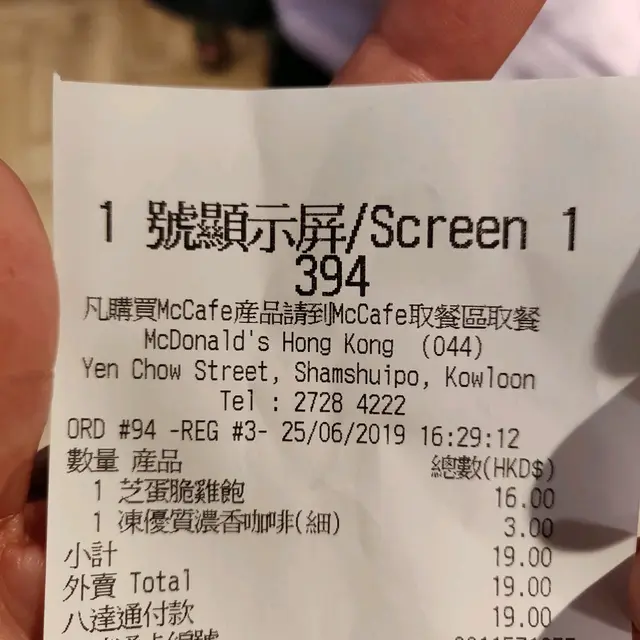 1 號顯示屏/Screen 1
394
凡購買McCafe産品請到McCafe取餐區取餐
McDonald's Hong Kong (044)
Yen Chow Street, Shamshuipo, Kowloon
Tel : 2728 4222
ORD #94 -REG #3- 25/06/2019 16:29:12
數量 産品 總數(HKD$)
1 芝蛋脆雞飽 16.00
1 凍優質濃香咖啡(細) 3.00
小計 19.00
外賣 Total 19.00
八達通付款 19.00